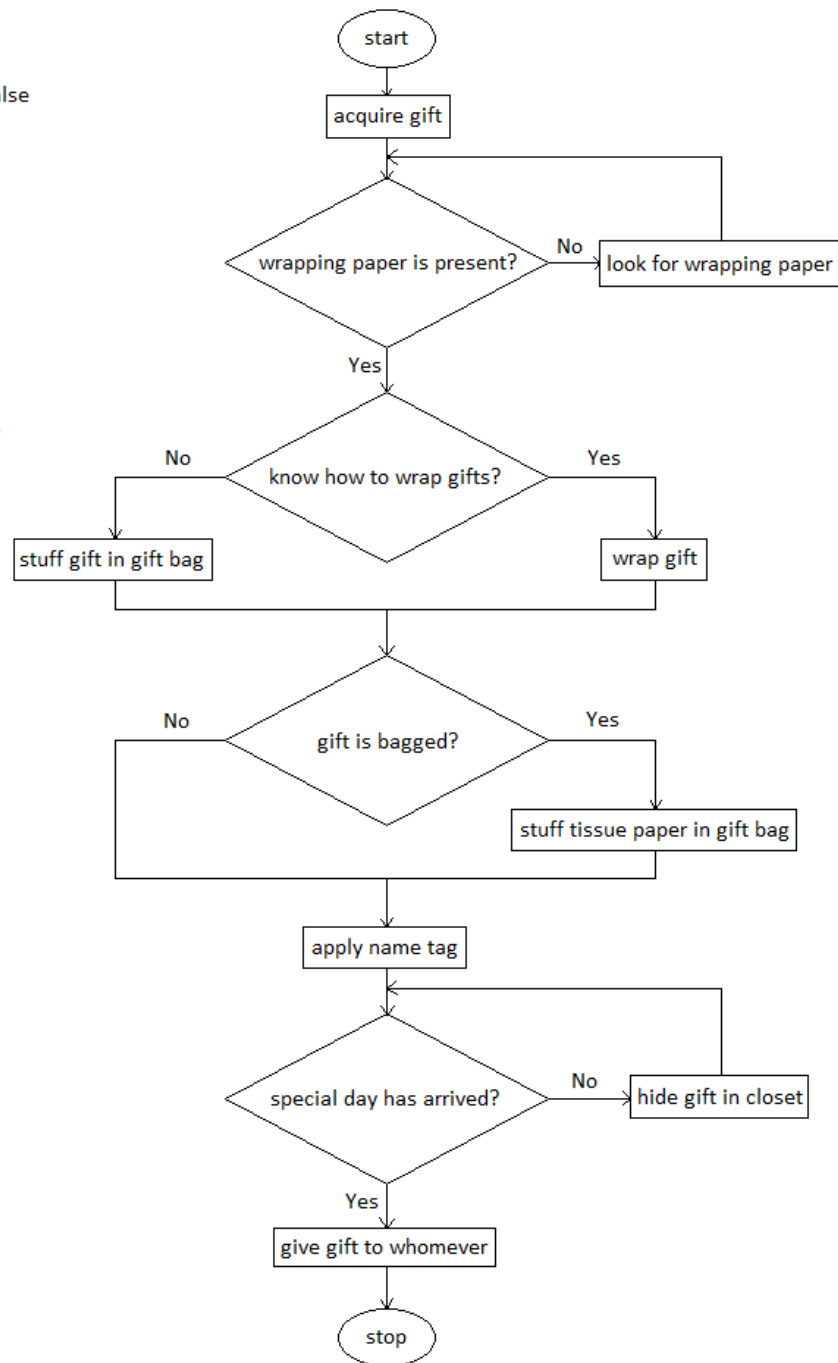 start
alse
acquire gift
wrapping paper is present?
No
look for wrapping paper
Yes
No
know how to wrap gifts?
Yes
stuff gift in gift bag
wrap gift
No
gift is bagged?
Yes
stuff tissue paper in gift bag
apply name tag
special day has arrived?
No
hide gift in closet
Yes
give gift to whomever
stop